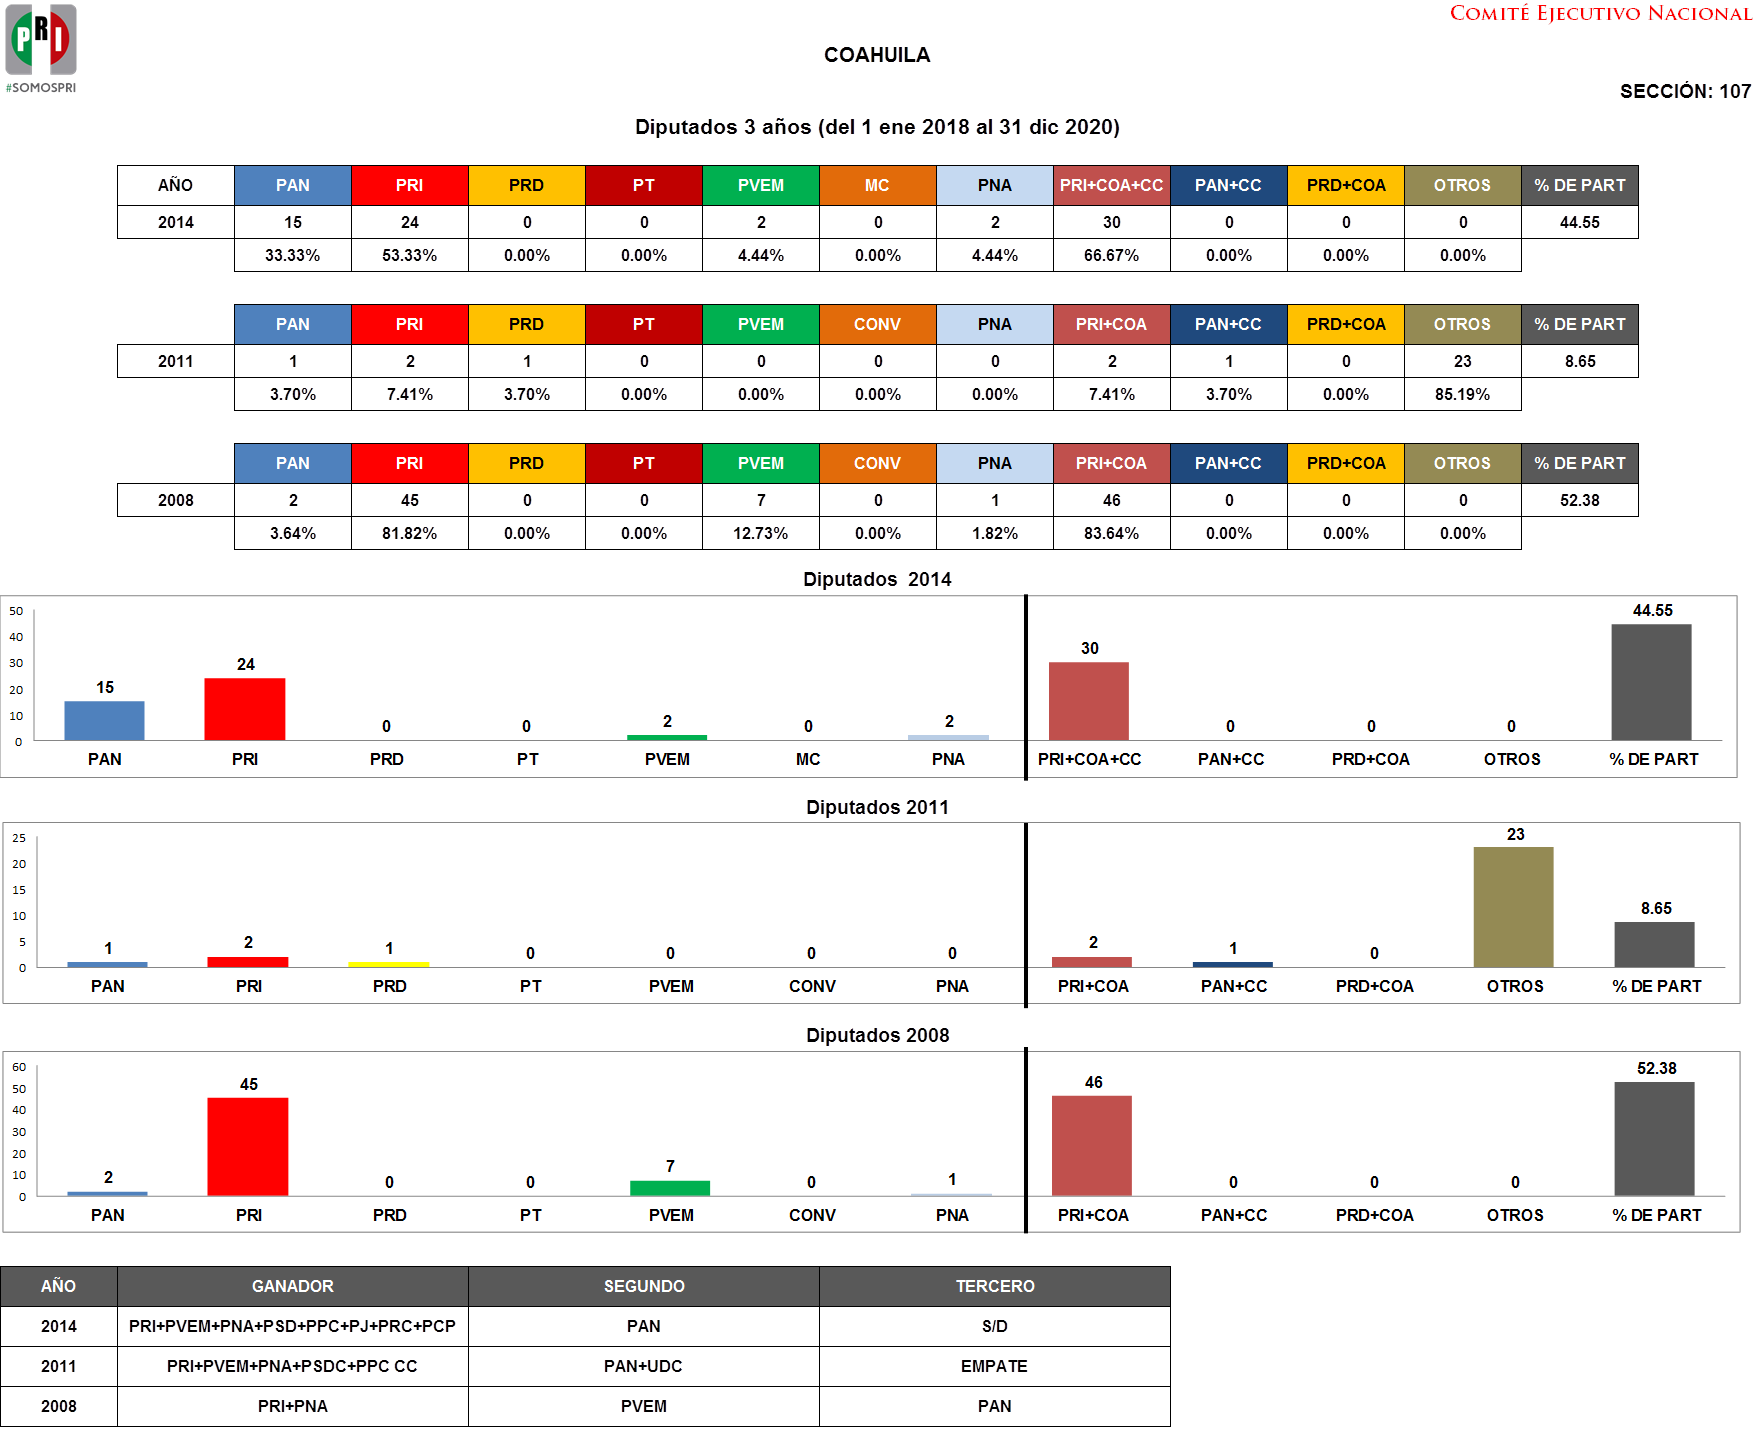 PRI
#SOMOSPRI
COMITÉ EJECUTIVO NACIONAL
COAHUILA
SECCIÓN: 107
Diputados 3 años (del 1 ene 2018 al 31 dic 2020)
AÑO PAN PRI PRD PT PVEM MC PNA PRI+COA+CC PAN+CC PRD+COA OTROS % DE PART
2014 15 24 0 0 2 0 2 30 0 0 0 44.55
33.33% 53.33% 0.00% 0.00% 4.44% 0.00% 4.44% 66.67% 0.00% 0.00% 0.00%
PAN PRI PRD PT PVEM CONV PNA PRI+COA PAN+CC PRD+COA OTROS % DE PART
2011 1 2 1 0 0 0 0 2 1 0 23 8.65
3.70% 7.41% 3.70% 0.00% 0.00% 0.00% 0.00% 7.41% 3.70% 0.00% 85.19%
PAN PRI PRD PT PVEM CONV PNA PRI+COA PAN+CC PRD+COA OTROS % DE PART
2008 2 45 0 0 7 0 1 46 0 0 0 52.38
3.64% 81.82% 0.00% 0.00% 12.73% 0.00% 1.82% 83.64% 0.00% 0.00% 0.00%
Diputados 2014
50
40
30
20
10
0
15 24 0 0 2 0 2 30 0 0 0 44.55
PAN PRI PRD PT PVEM MC PNA PRI+COA+CC PAN+CC PRD+COA OTROS % DE PART
Diputados 2011
25
20
15
10
5
0
1 2 1 0 0 0 0 2 1 0 23 8.65
PAN PRI PRD PT PVEM CONV PNA PRI+COA PAN+CC PRD+COA OTROS % DE PART
Diputados 2008
60
50
40
30
20
10
0
2 45 0 0 7 0 1 46 0 0 0 52.38
PAN PRI PRD PT PVEM CONV PNA PRI+COA PAN+CC PRD+COA OTROS % DE PART
AÑO GANADOR SEGUNDO TERCERO
2014 PRI+PVEM+PNA+PSD+PPC+PJ+PRC+PCP PAN S/D
2011 PRI+PVEM+PNA+PSDC+PPC CC PAN+UDC EMPATE
2008 PRI+PNA PVEM PAN